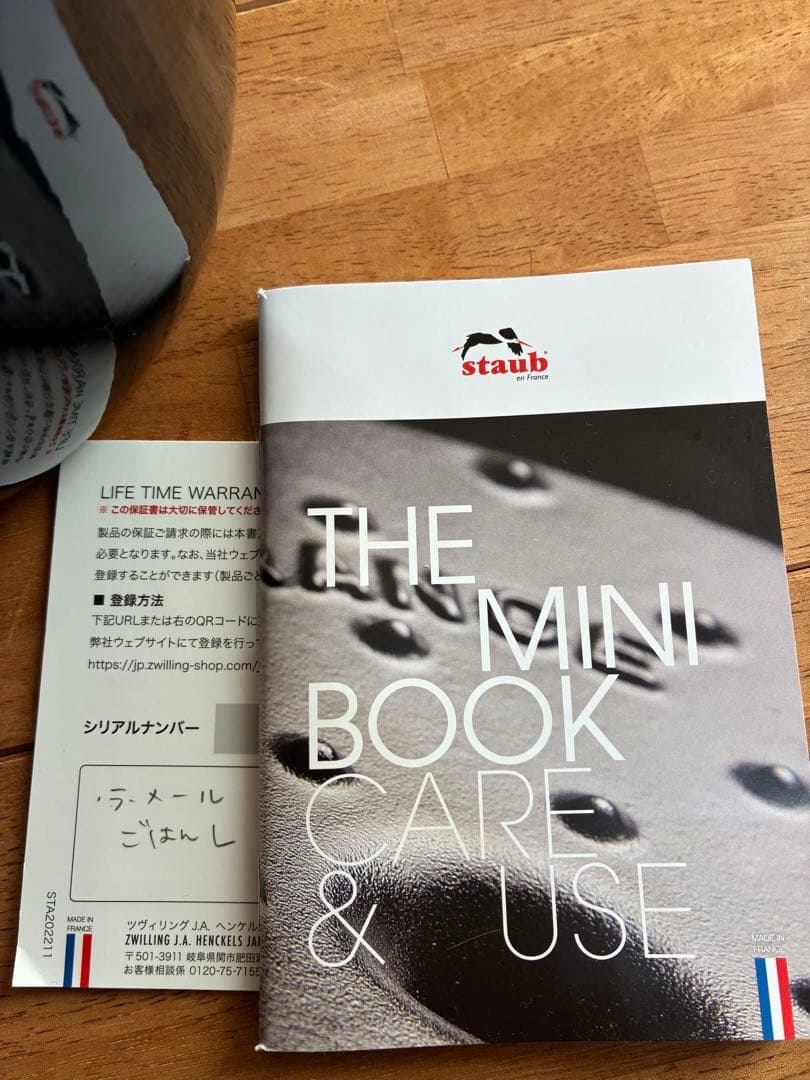 staub
en France
THE
MINI
BOOK
CARE
& USE
MADE IN
FRANCE
LIFE TIME WARRAN
※ この保証書は大切に保管してくださ
製品の保証ご請求の際には本書
必要となります。なお、当社ウェブ
登録することができます(製品ごと
■ 登録方法
下記URLまたは右のQRコードに
弊社ウェブサイトにて登録を行っ
https://jp.zwilling-shop.com/
シリアルナンバー
・ラ・メール
ごはんし
STA202211
MADE IN
FRANCE
ツヴィリング J.A. ヘンケル
ZWILLING J.A. HENCKELS JA
〒501-3911 岐阜県関市肥田
お客様相談係 0120-75-7155